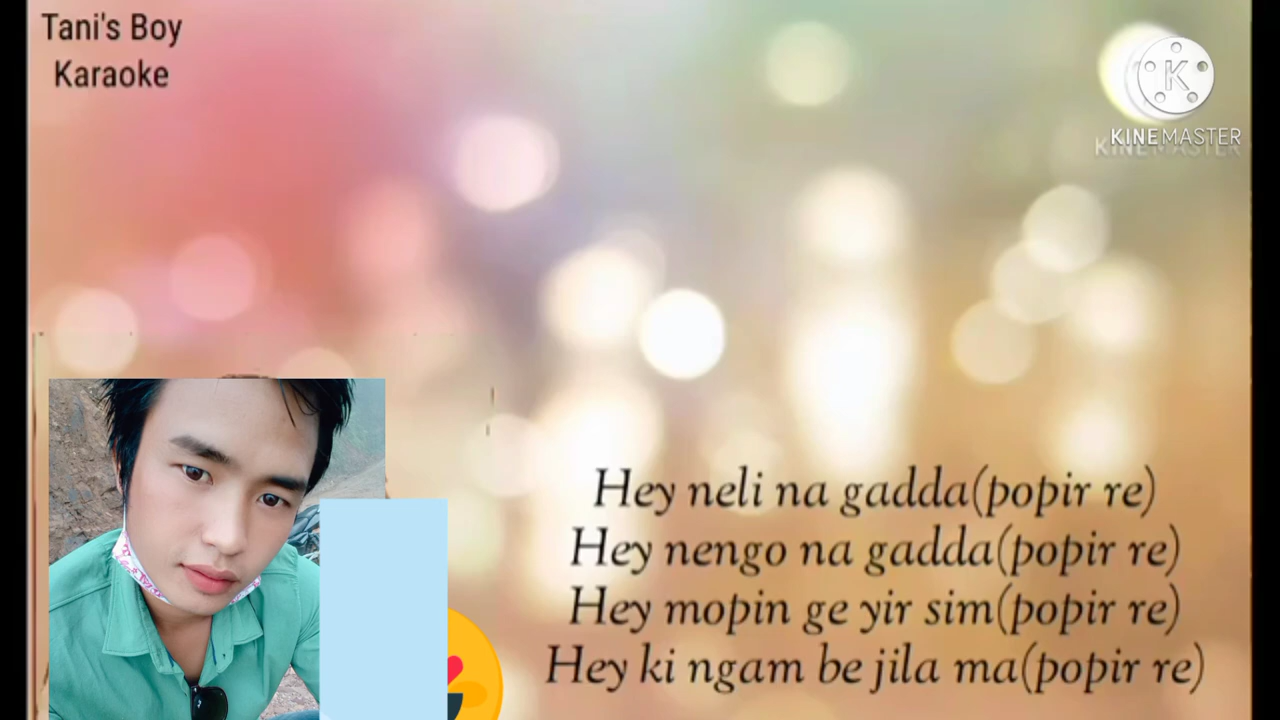 Tani's Boy
Karaoke
KINEMASTER
KINEMASTER
Hey neli na gadda(popir re)
Hey nengo na gadda(popir re)
Hey mopin ge yir sim(popir re)
Hey ki ngam be jila ma(popir re)